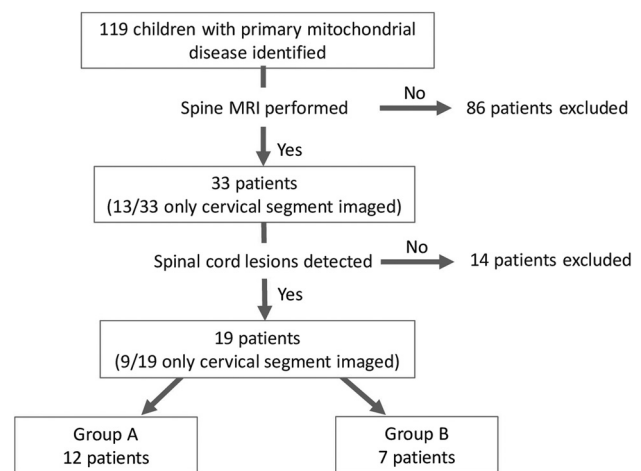 119 children with primary mitochondrial
disease identified
Spine MRI performed
No
86 patients excluded
Yes
33 patients
(13/33 only cervical segment imaged)
Spinal cord lesions detected
No
14 patients excluded
Yes
19 patients
(9/19 only cervical segment imaged)
Group A
12 patients
Group B
7 patients